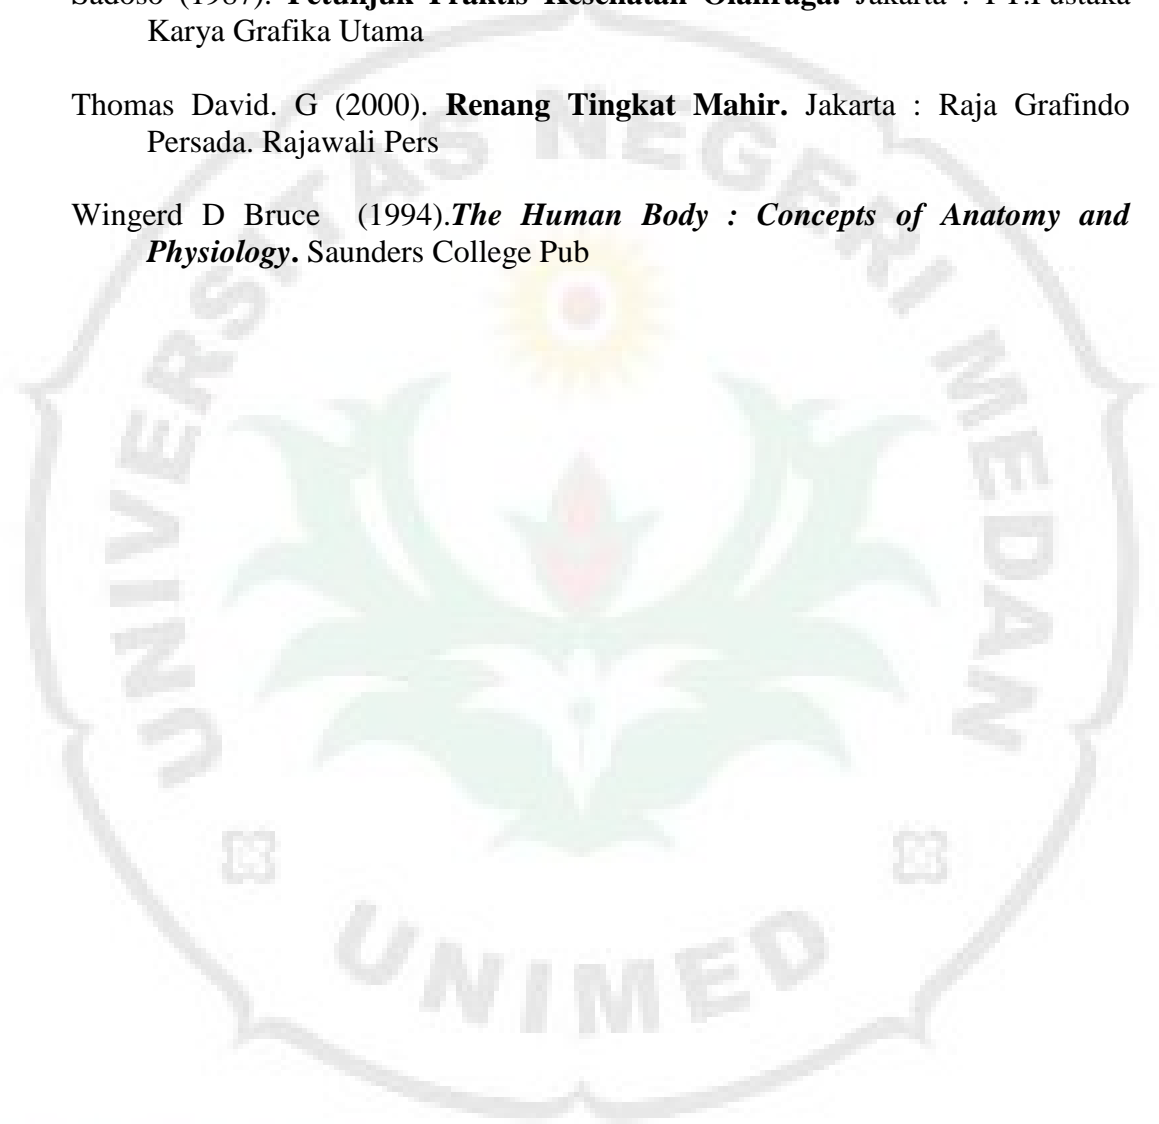 Sadoso (1987). Petunjuk Praktis Kesehatan Olahraga. Jakarta : PT.Pustaka
Karya Grafika Utama
Thomas David. G (2000). Renang Tingkat Mahir. Jakarta : Raja Grafindo
Persada. Rajawali Pers
Wingerd D Bruce (1994).The Human Body : Concepts of Anatomy and
Physiology. Saunders College Pub
UNIVERSITAS NEGERI MEDAN
UNIMED